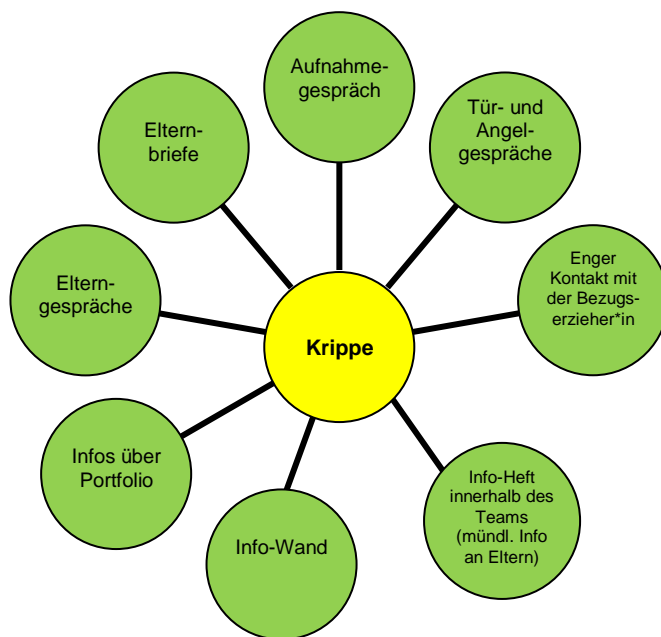 Aufnahme-
gespräch
Tür- und
Angel-
gespräche
Eltern-
briefe
Enger
Kontakt mit
der Bezugs-
erzieher*in
Eltern-
gespräche
Krippe
Infos über
Portfolio
Info-Heft
innerhalb des
Teams
(mündl. Info
an Eltern)
Info-Wand